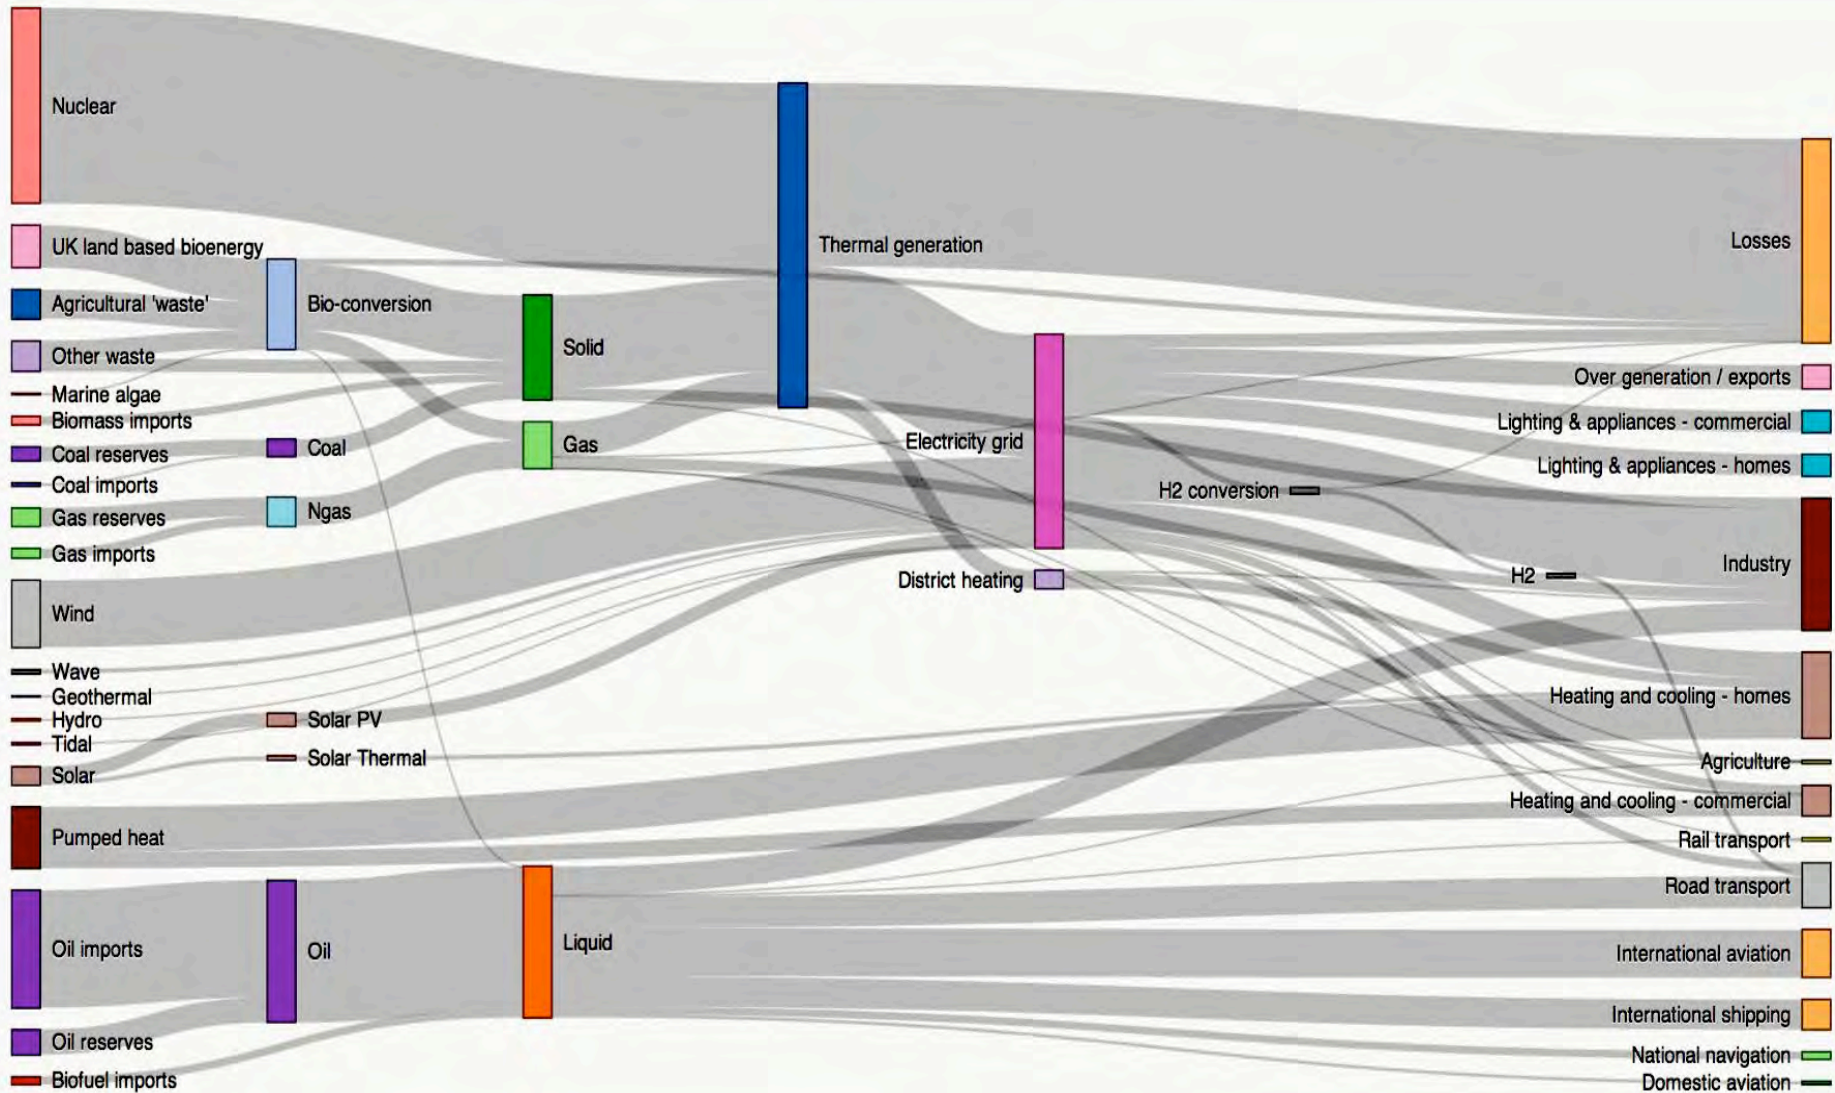 Nuclear
UK land based bioenergy
Agricultural 'waste'
Other waste
Marine algae
Biomass imports
Coal reserves
Coal imports
Gas reserves
Gas imports
Wind
Wave
Geothermal
Hydro
Tidal
Solar
Pumped heat
Oil imports
Oil reserves
Biofuel imports
Bio-conversion
Coal
Ngas
Solar PV
Solar Thermal
Oil
Solid
Gas
Liquid
Thermal generation
Electricity grid
District heating
H2 conversion
H2
Losses
Over generation / exports
Lighting & appliances - commercial
Lighting & appliances - homes
Industry
Heating and cooling - homes
Agriculture
Heating and cooling - commercial
Rail transport
Road transport
International aviation
International shipping
National navigation
Domestic aviation